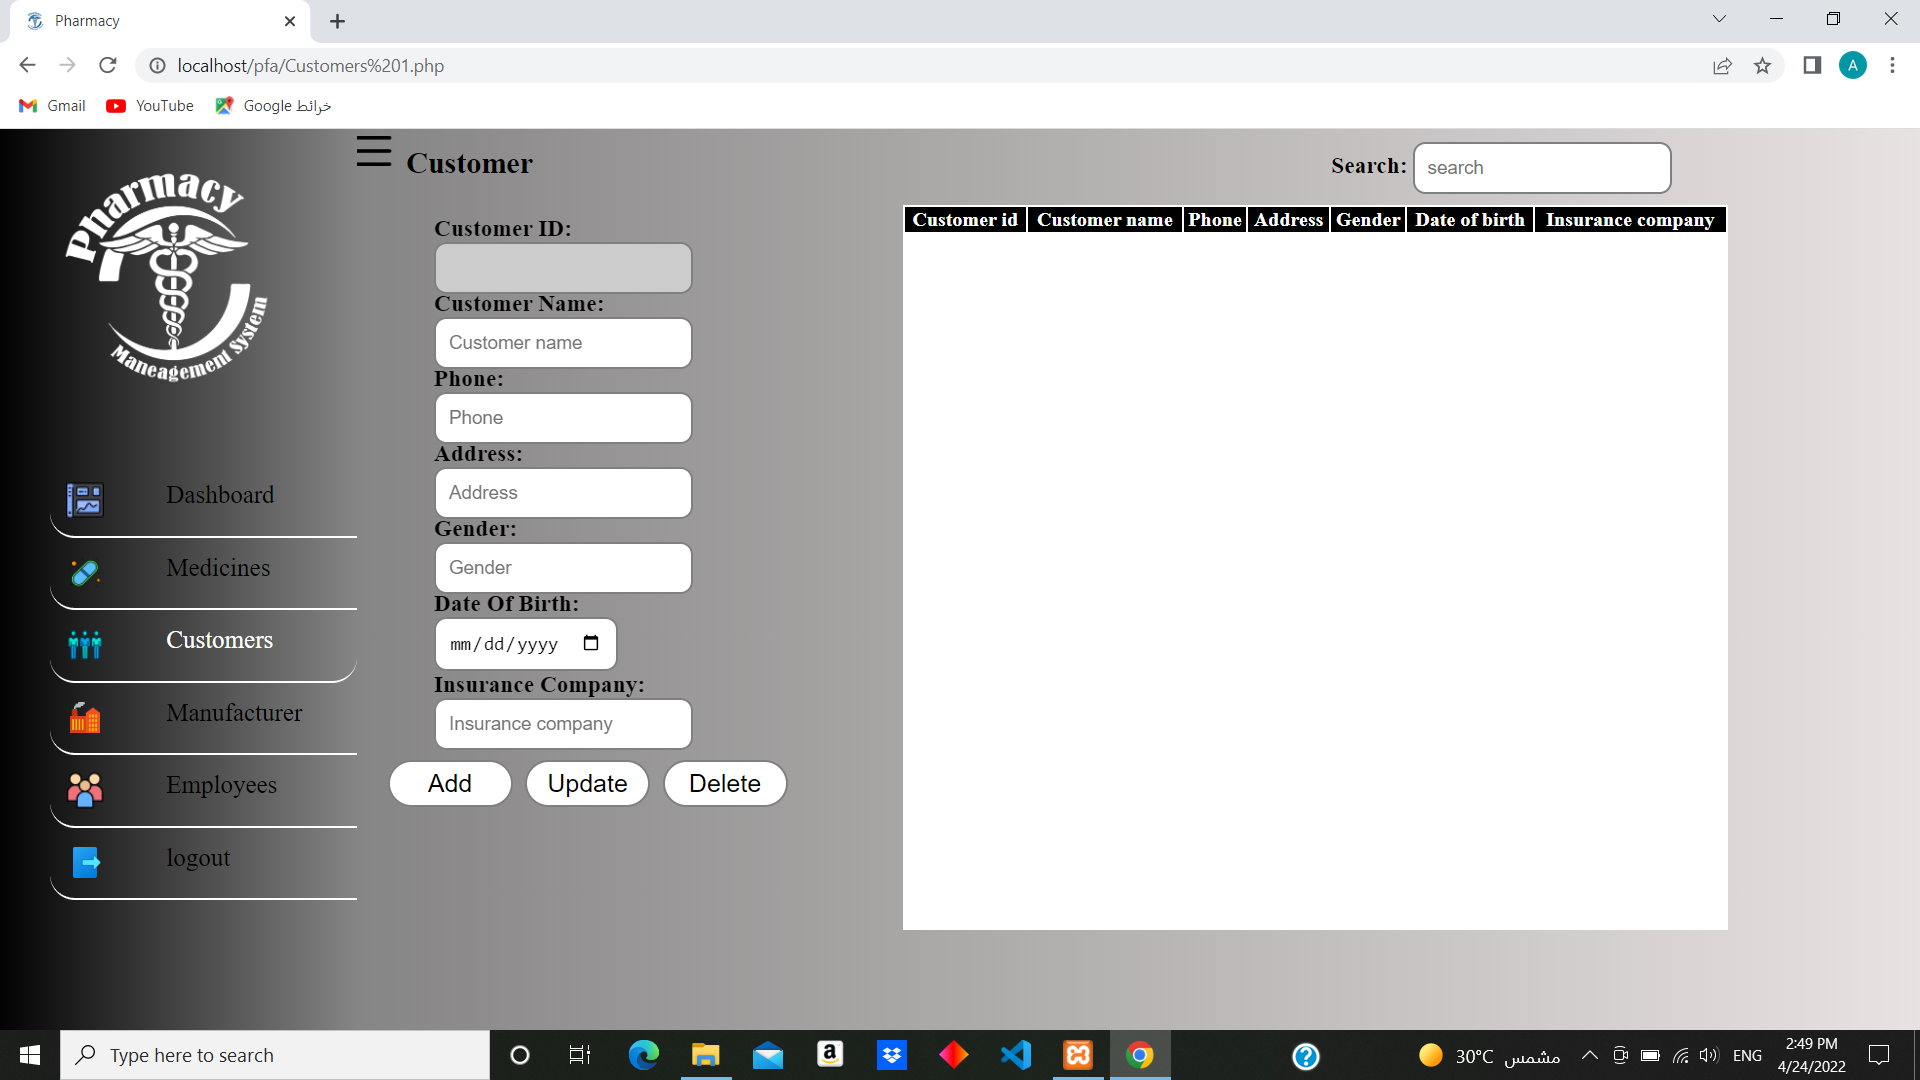 Pharmacy
localhost/pfa/Customers%201.php
A
Gmail
YouTube
Google خرائط
Pharmacy
Maneagement System
Customer
Search:
search
Customer ID:
Customer Name:
Customer name
Phone:
Phone
Address:
Address
Gender:
Gender
Date Of Birth:
mm/dd/yyyy
Insurance Company:
Insurance company
Add Update Delete
Customer id Customer name Phone Address Gender Date of birth Insurance company
Dashboard
Medicines
Customers
Manufacturer
Employees
logout
Type here to search
a
30°C مشمس
ENG
2:49 PM
4/24/2022